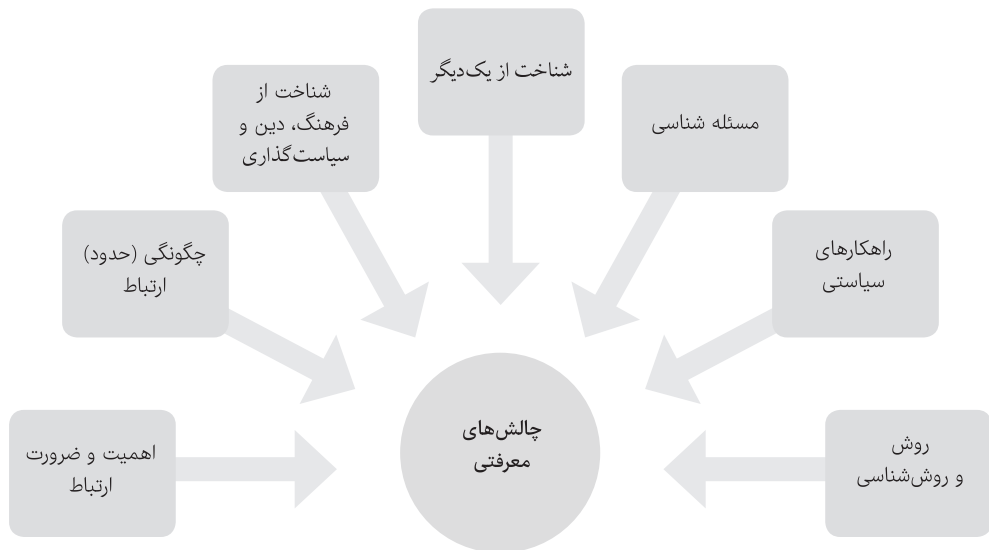 شناخت از یک‌دیگر
شناخت از
فرهنگ، دین و
سیاست‌گذاری
مسئله شناسی
چگونگی (حدود)
ارتباط
راهکارهای
سیاستی
اهمیت و ضرورت
ارتباط
چالش‌های
معرفتی
روش
و روش‌شناسی